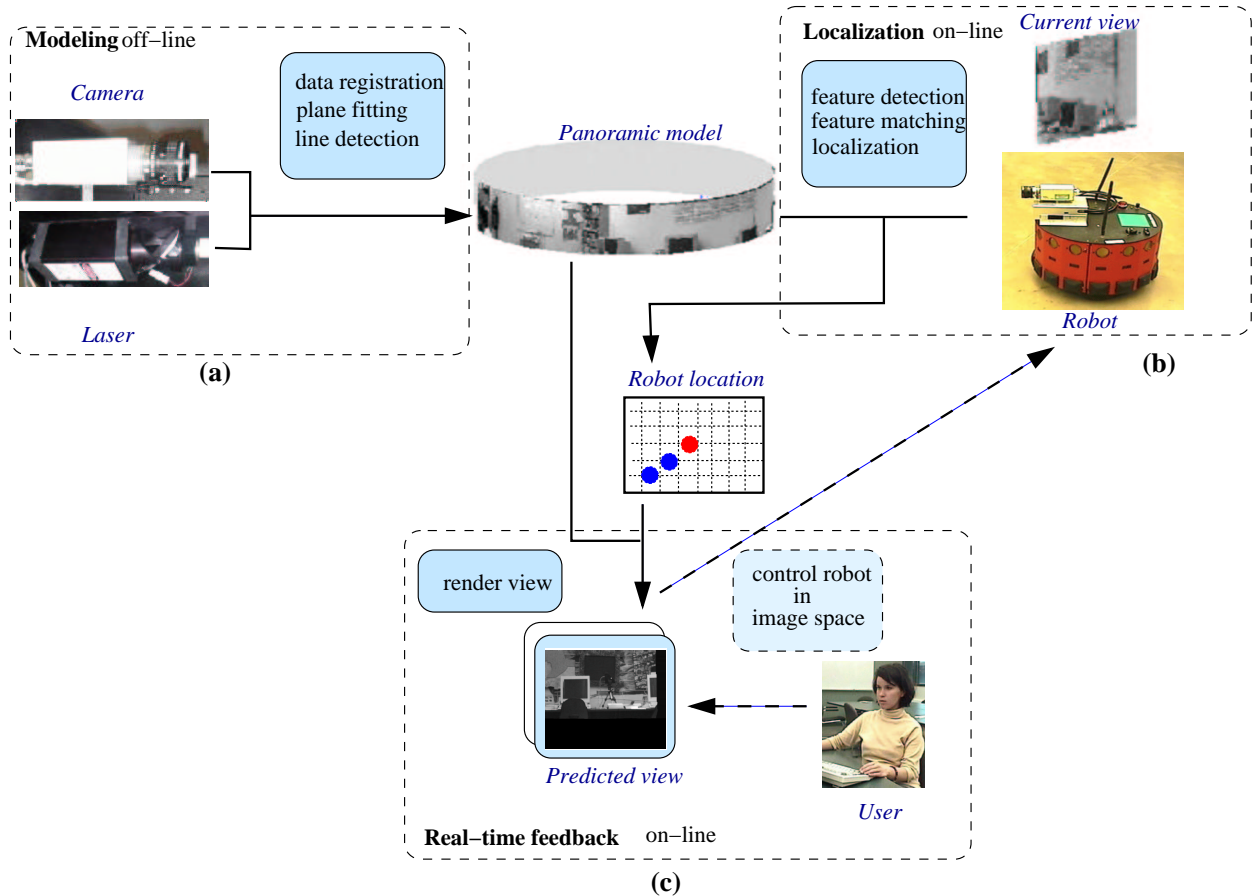 Modeling off−line
Camera
data registration
plane fitting
line detection
Laser
(a)
Panoramic model
Localization on−line
Current view
feature detection
feature matching
localization
Robot
(b)
Robot location
render view
control robot
in
image space
Predicted view
User
Real−time feedback on−line
(c)